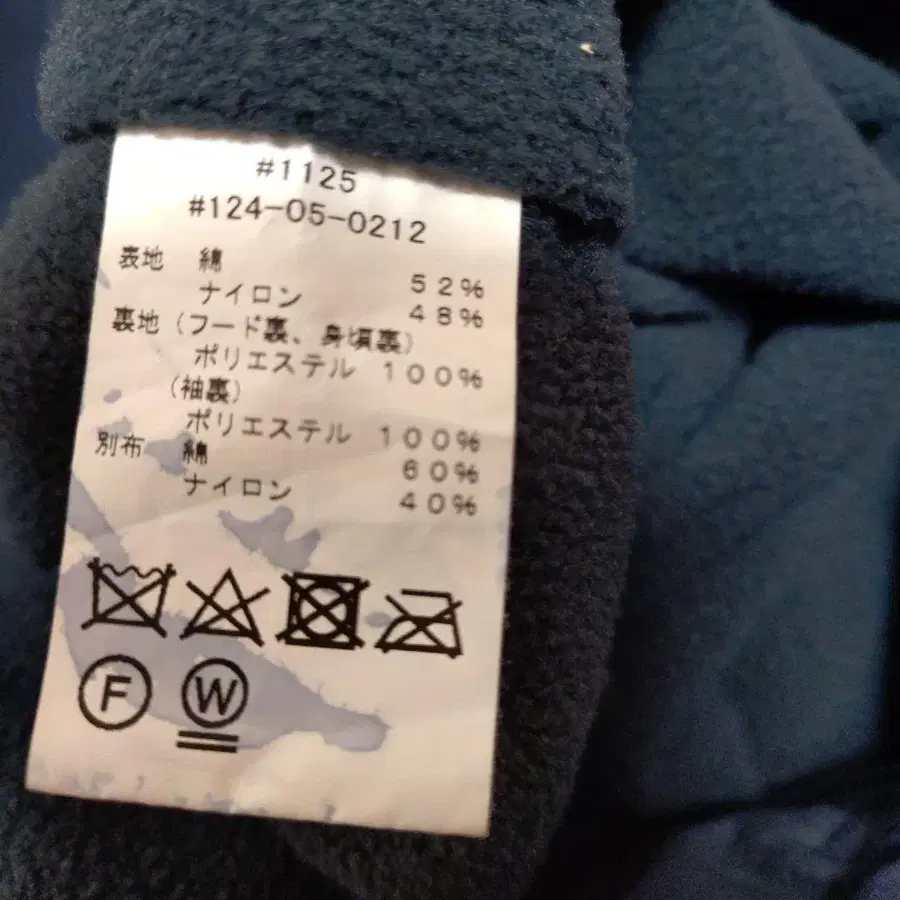 #1125
#124-05-0212
表地 綿 52%
ナイロン 48%
裏地(フード裏、身頃裏)
ポリエステル 100%
(袖裏)
ポリエステル 100%
別布 綿 60%
ナイロン 40%
F W